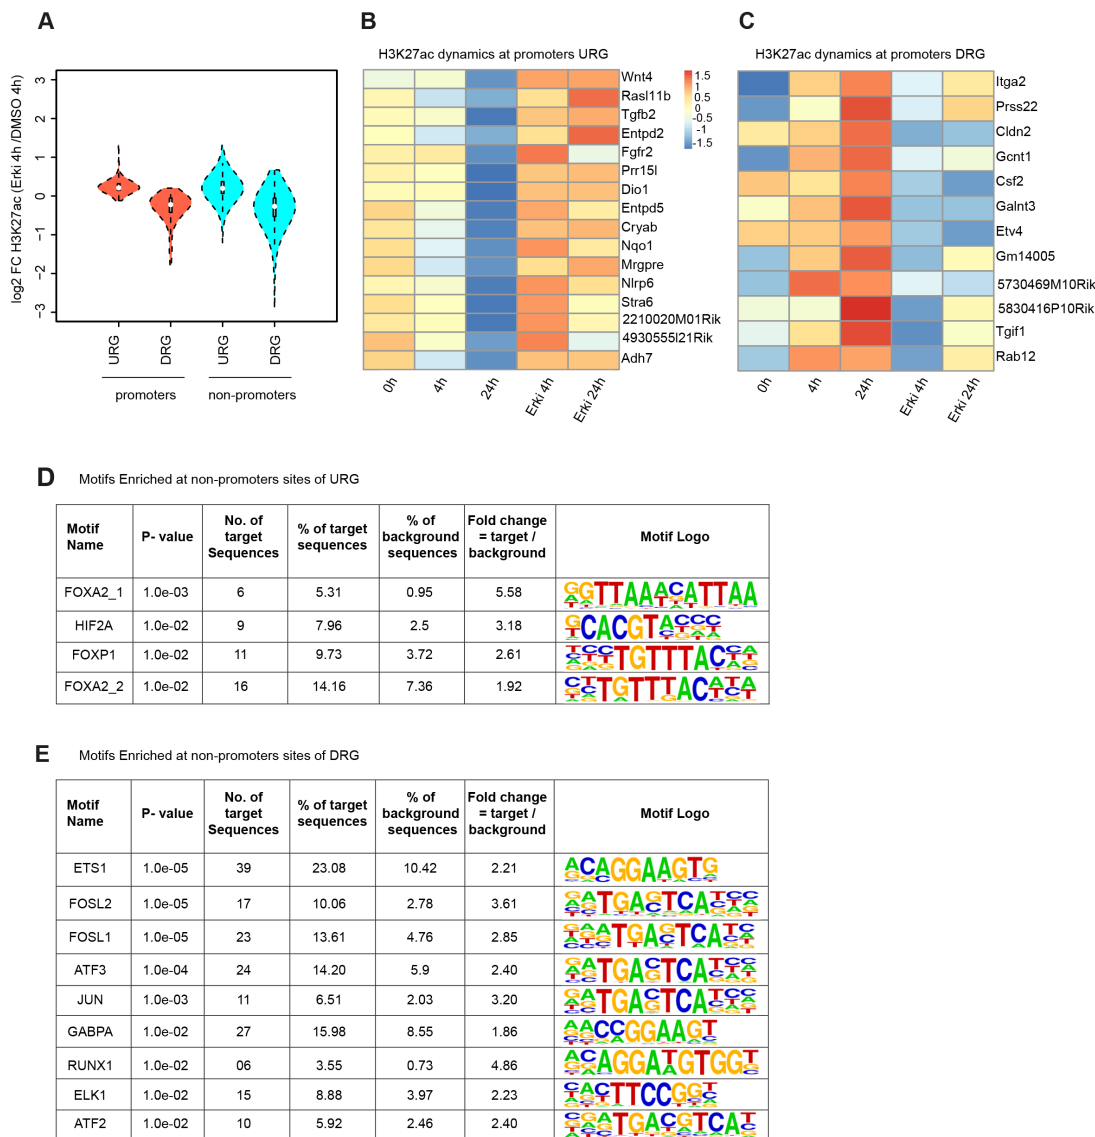 A
B
C
H3K27ac dynamics at promoters URG
H3K27ac dynamics at promoters DRG
log2 FC H3K27ac (Erki 4h /DMSO 4h)
3
2
1
0
−1
−2
−3
URG
DRG
URG
DRG
promoters
non-promoters
Wnt4
Rasl11b
Tgfb2
Entpd2
Fgfr2
Prr15l
Dio1
Entpd5
Cryab
Nqo1
Mrgpre
Nlrp6
Stra6
2210020M01Rik
4930555I21Rik
Adh7
0h
4h
24h
Erki 4h
Erki 24h
1.5
1
0.5
0
-0.5
-1
-1.5
Itga2
Prss22
Cldn2
Gcnt1
Csf2
Galnt3
Etv4
Gm14005
5730469M10Rik
5830416P10Rik
Tgif1
Rab12
0h
4h
24h
Erki 4h
Erki 24h
D Motifs Enriched at non-promoters sites of URG
Motif Name P- value No. of target Sequences % of target sequences % of background sequences Fold change = target / background Motif Logo
FOXA2_1 1.0e-03 6 5.31 0.95 5.58 GGTTAAACATTAA
HIF2A 1.0e-02 9 7.96 2.5 3.18 GCACGTACCC
FOXP1 1.0e-02 11 9.73 3.72 2.61 TGTTTAC
FOXA2_2 1.0e-02 16 14.16 7.36 1.92 CTTGTTTACATA
E Motifs Enriched at non-promoters sites of DRG
Motif Name P- value No. of target Sequences % of target sequences % of background sequences Fold change = target / background Motif Logo
ETS1 1.0e-05 39 23.08 10.42 2.21 ACAGGAAGTG
FOSL2 1.0e-05 17 10.06 2.78 3.61 GATGAGTCATCC
FOSL1 1.0e-05 23 13.61 4.76 2.85 GAATGAGTCATC
ATF3 1.0e-04 24 14.20 5.9 2.40 GATGAGTCATCC
JUN 1.0e-03 11 6.51 2.03 3.20 GATGAGTCATCC
GABPA 1.0e-02 27 15.98 8.55 1.86 AACCGGAAGT
RUNX1 1.0e-02 06 3.55 0.73 4.86 ACAGGATGTGGT
ELK1 1.0e-02 15 8.88 3.97 2.23 CACTTCCGGT
ATF2 1.0e-02 10 5.92 2.46 2.40 CGATGACGTCAT